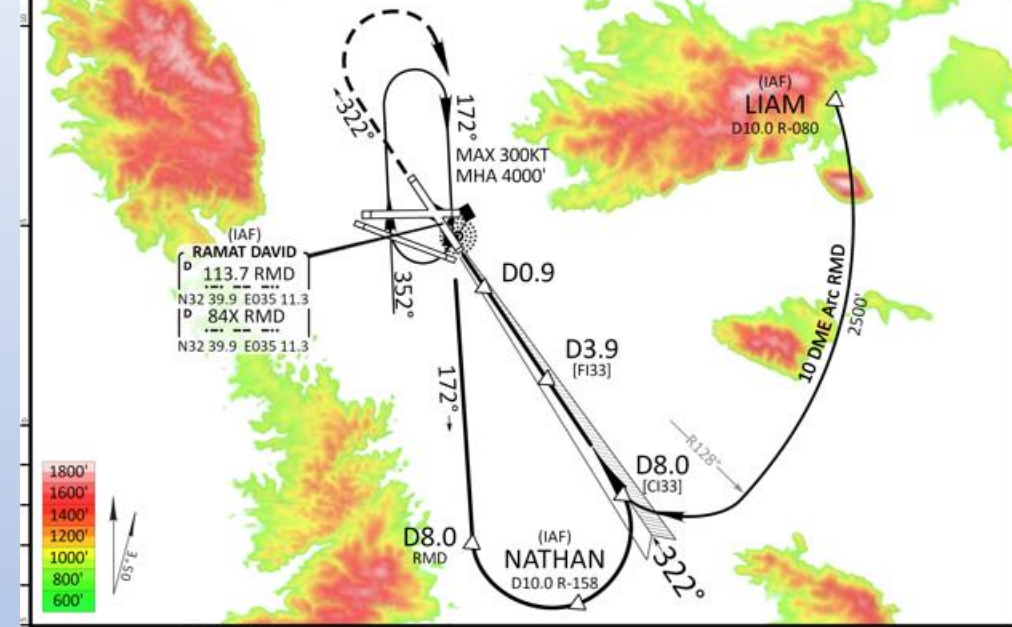 322°
172°
MAX 300KT
MHA 4000'
(IAF)
LIAM
D10.0 R-080
(IAF)
RAMAT DAVID
D 113.7 RMD
N32 39.9 E035 11.3
D 84X RMD
N32 39.9 E035 11.3
352°
D0.9
D3.9
[FI33]
10 DME Arc RMD
2500'
172°
R128°
D8.0
[CI33]
D8.0
RMD
(IAF)
NATHAN
D10.0 R-158
322°
1800'
1600'
1400'
1200'
1000'
800'
600'
05°E